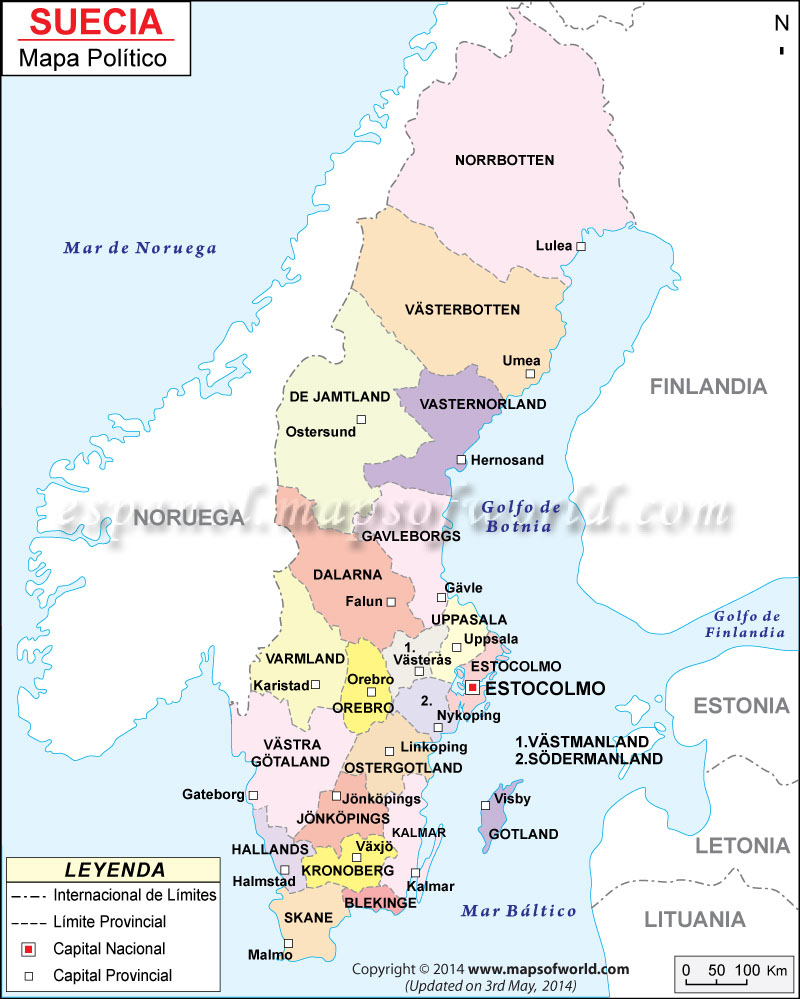 SUECIA
Mapa Político
N
NORRBOTTEN
Mar de Noruega
Lulea
VÄSTERBOTTEN
Umea
FINLANDIA
DE JAMTLAND
VASTERNORLAND
Ostersund
Hernosand
NORUEGA
espanol.mapsofworld.com
Golfo de
Botnia
GAVLEBORGS
DALARNA
Gävle
Falun
UPPASALA
Golfo de
Finlandia
1.
Uppsala
VARMLAND
Västerås
ESTOCOLMO
Karistad
Orebro
ESTOCOLMO
2.
OREBRO
Nykoping
ESTONIA
VÄSTRA
GÖTALAND
Linkoping
1.VÄSTMANLAND
2.SÖDERMANLAND
OSTERGOTLAND
Gateborg
Jönköpings
Visby
JÖNKÖPINGS
KALMAR
GOTLAND
HALLANDS
Växjö
LETONIA
KRONOBERG
Halmstad
Kalmar
BLEKINGE
Mar Báltico
SKANE
LITUANIA
Malmo
LEYENDA
Internacional de Límites
Límite Provincial
Capital Nacional
Capital Provincial
Copyright © 2014 www.mapsofworld.com
(Updated on 3rd May, 2014)
0 50 100 Km